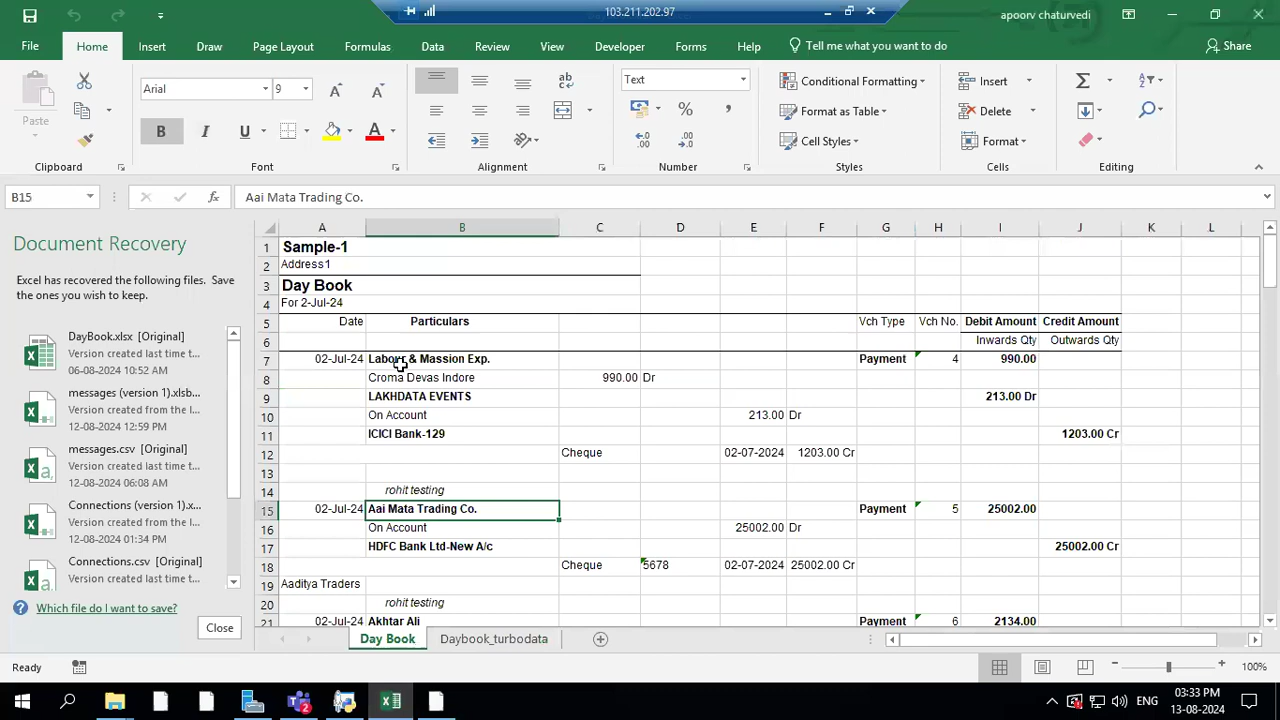 103.211.202.97
apoorv chaturvedi
File Home Insert Draw Page Layout Formulas Data Review View Developer Forms Help Tell me what you want to do Share
Paste
Arial 9
B I U A
Text
% ,
Conditional Formatting
Format as Table
Cell Styles
Insert
Delete
Format
Clipboard Font Alignment Number Styles Cells Editing
B15 fx Aai Mata Trading Co.
Document Recovery
Excel has recovered the following files. Save
the ones you wish to keep.
DayBook.xlsx [Original]
Version created last time t...
06-08-2024 10:52 AM
messages (version 1).xlsb...
Version created from the l...
12-08-2024 12:59 PM
messages.csv [Original]
Version created last time t...
12-08-2024 06:08 AM
Connections (version 1).x...
Version created from the l...
12-08-2024 01:34 PM
Connections.csv [Original]
Version created last time t...
Which file do I want to save?
Close
A B C D E F G H I J K L
1 Sample-1
2 Address1
3 Day Book
4 For 2-Jul-24
5 Date Particulars Vch Type Vch No. Debit Amount Credit Amount
6 Inwards Qty Outwards Qty
7 02-Jul-24 Labour & Massion Exp. Payment 4 990.00
8 Croma Devas Indore 990.00 Dr
9 LAKHDATA EVENTS 213.00 Dr
10 On Account 213.00 Dr
11 ICICI Bank-129 1203.00 Cr
12 Cheque 02-07-2024 1203.00 Cr
13
14 rohit testing
15 02-Jul-24 Aai Mata Trading Co. Payment 5 25002.00
16 On Account 25002.00 Dr
17 HDFC Bank Ltd-New A/c 25002.00 Cr
18 Cheque 5678 02-07-2024 25002.00 Cr
19 Aaditya Traders
20 rohit testing
21 02-Jul-24 Akhtar Ali Payment 6 2134.00
Day Book Daybook_turbodata
Ready 100%
ENG 03:33 PM
13-08-2024